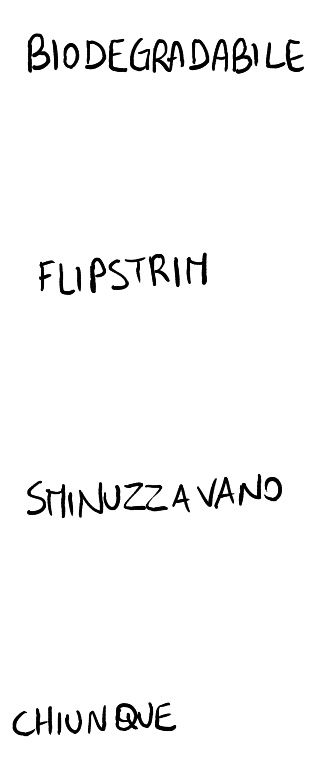 BIODEGRADABILE
FLIPSTRIM
SMINUZZAVANO
CHIUNQUE